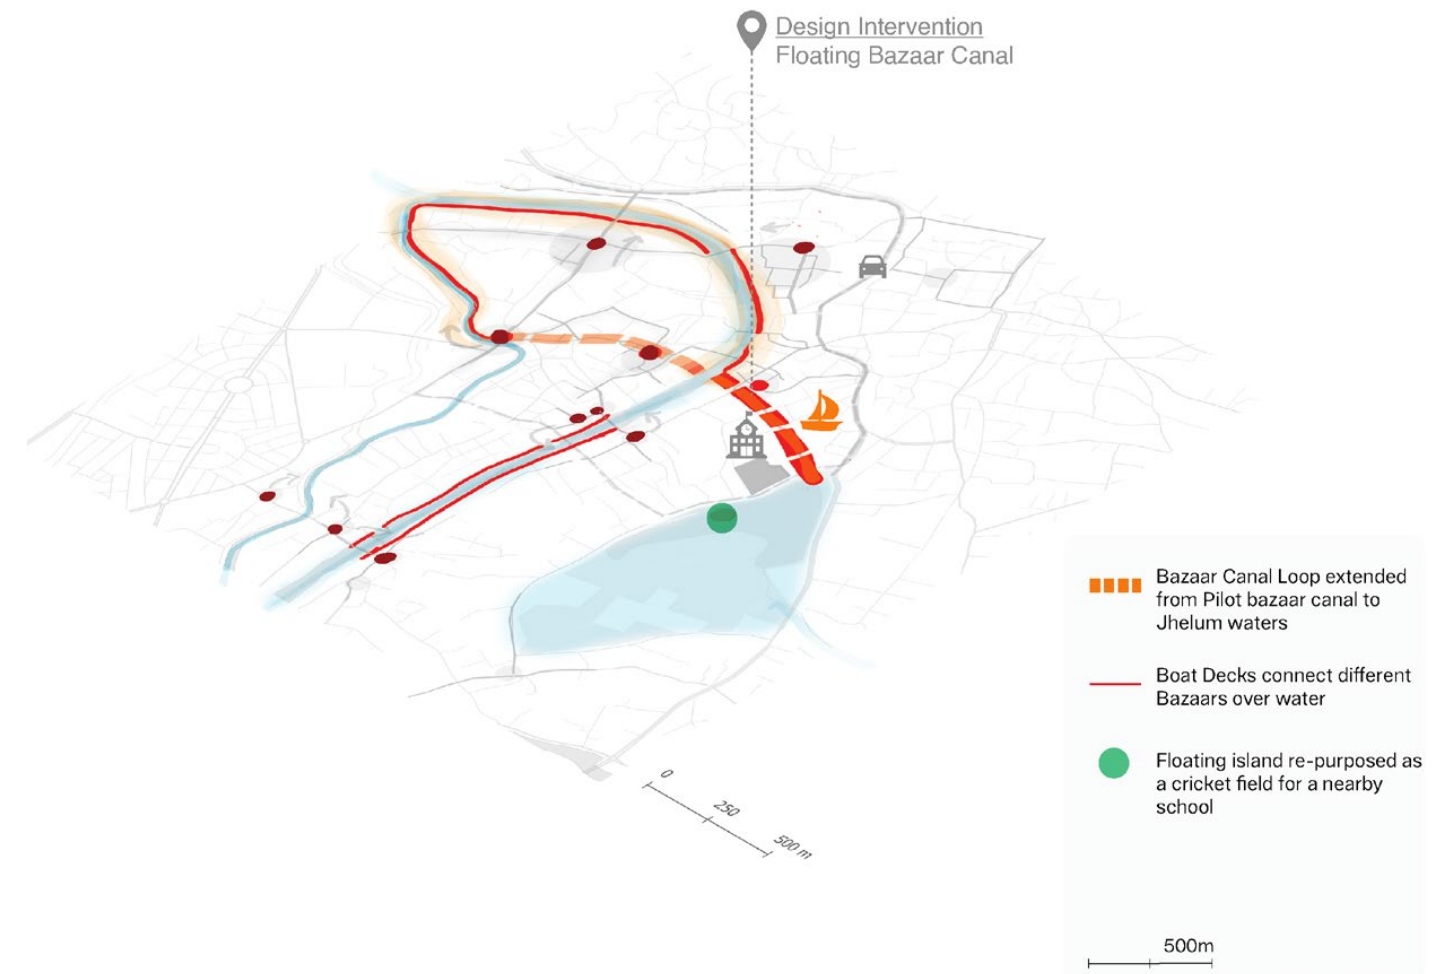 Design Intervention
Floating Bazaar Canal
Bazaar Canal Loop extended
from Pilot bazaar canal to
Jhelum waters
Boat Decks connect different
Bazaars over water
Floating island re-purposed as
a cricket field for a nearby
school
0
250
500 m
500m